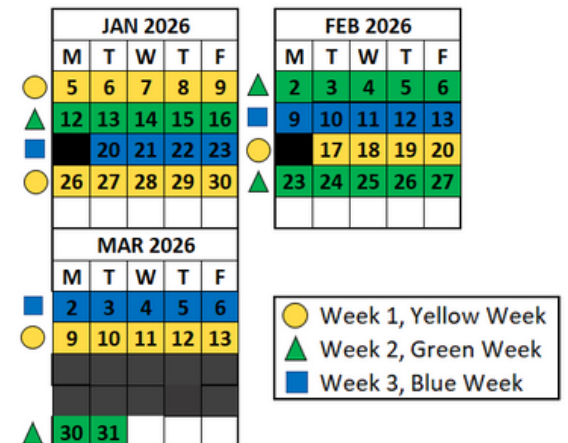 JAN 2026
M T W T F
5 6 7 8 9
12 13 14 15 16
20 21 22 23
26 27 28 29 30
FEB 2026
M T W T F
2 3 4 5 6
9 10 11 12 13
17 18 19 20
23 24 25 26 27
MAR 2026
M T W T F
2 3 4 5 6
9 10 11 12 13
30 31
Week 1, Yellow Week
Week 2, Green Week
Week 3, Blue Week